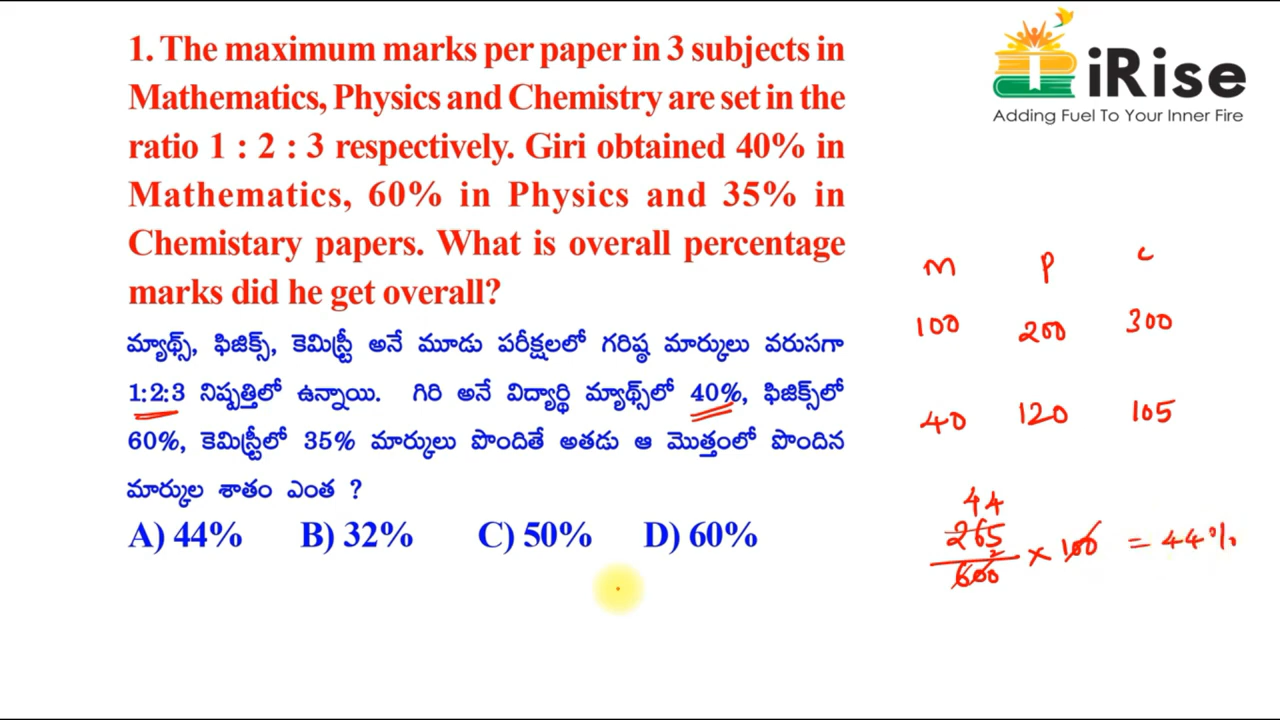 1. The maximum marks per paper in 3 subjects in
Mathematics, Physics and Chemistry are set in the
ratio 1 : 2 : 3 respectively. Giri obtained 40% in
Mathematics, 60% in Physics and 35% in
Chemistary papers. What is overall percentage
marks did he get overall?
మ్యాథ్స్, ఫిజిక్స్, కెమిస్ట్రీ అనే మూడు పరీక్షలలో గరిష్ఠ మార్కులు వరుసగా
1:2:3 నిష్పత్తిలో ఉన్నాయి. గిరి అనే విద్యార్థి మ్యాథ్స్‌లో 40%, ఫిజిక్స్‌లో
60%, కెమిస్ట్రీలో 35% మార్కులు పొందితే అతడు ఆ మొత్తంలో పొందిన
మార్కుల శాతం ఎంత ?
A) 44% B) 32% C) 50% D) 60%
iRise
Adding Fuel To Your Inner Fire
M P C
100 200 300
40 120 105
44
265
2
600 × 100 = 44%